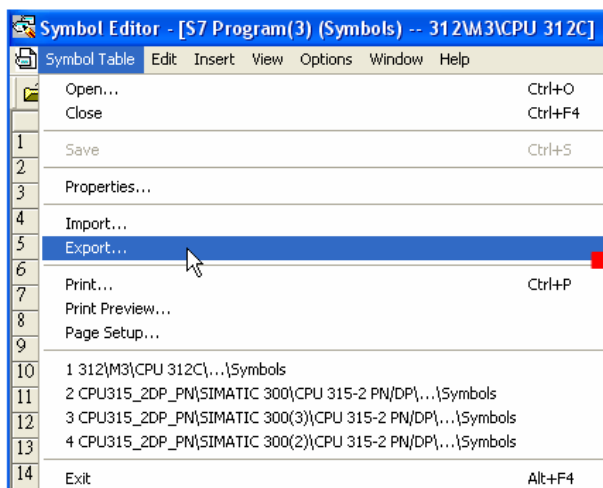 Symbol Editor - [S7 Program(3) (Symbols) -- 312\M3\CPU 312C]
Symbol Table Edit Insert View Options Window Help
Open... Ctrl+O
Close Ctrl+F4
1
Save Ctrl+S
2
Properties...
3
4
Import...
5
Export...
6
Print... Ctrl+P
7
Print Preview...
8
Page Setup...
9
10 1 312\M3\CPU 312C\...\Symbols
11 2 CPU315_2DP_PN\SIMATIC 300\CPU 315-2 PN/DP\...\Symbols
12 3 CPU315_2DP_PN\SIMATIC 300(3)\CPU 315-2 PN/DP\...\Symbols
13 4 CPU315_2DP_PN\SIMATIC 300(2)\CPU 315-2 PN/DP\...\Symbols
14 Exit Alt+F4